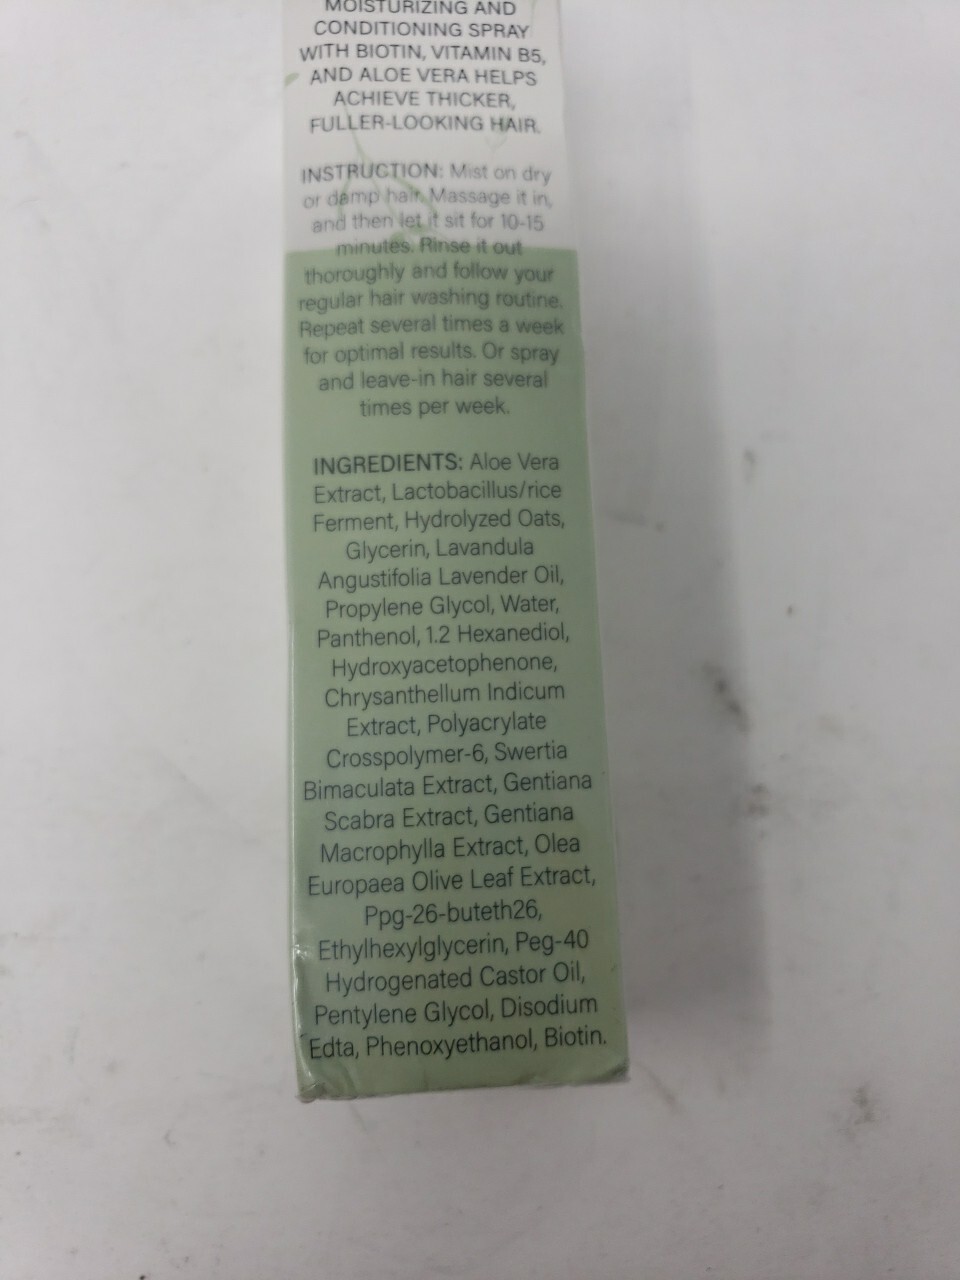 MOISTURIZING AND
CONDITIONING SPRAY
WITH BIOTIN, VITAMIN B5,
AND ALOE VERA HELPS
ACHIEVE THICKER,
FULLER-LOOKING HAIR.
INSTRUCTION: Mist on dry
or damp hair. Massage it in,
and then let it sit for 10-15
minutes. Rinse it out
thoroughly and follow your
regular hair washing routine.
Repeat several times a week
for optimal results. Or spray
and leave-in hair several
times per week.
INGREDIENTS: Aloe Vera
Extract, Lactobacillus/rice
Ferment, Hydrolyzed Oats,
Glycerin, Lavandula
Angustifolia Lavender Oil,
Propylene Glycol, Water,
Panthenol, 1.2 Hexanediol,
Hydroxyacetophenone,
Chrysanthellum Indicum
Extract, Polyacrylate
Crosspolymer-6, Swertia
Bimaculata Extract, Gentiana
Scabra Extract, Gentiana
Macrophylla Extract, Olea
Europaea Olive Leaf Extract,
Ppg-26-buteth26,
Ethylhexylglycerin, Peg-40
Hydrogenated Castor Oil,
Pentylene Glycol, Disodium
Edta, Phenoxyethanol, Biotin.